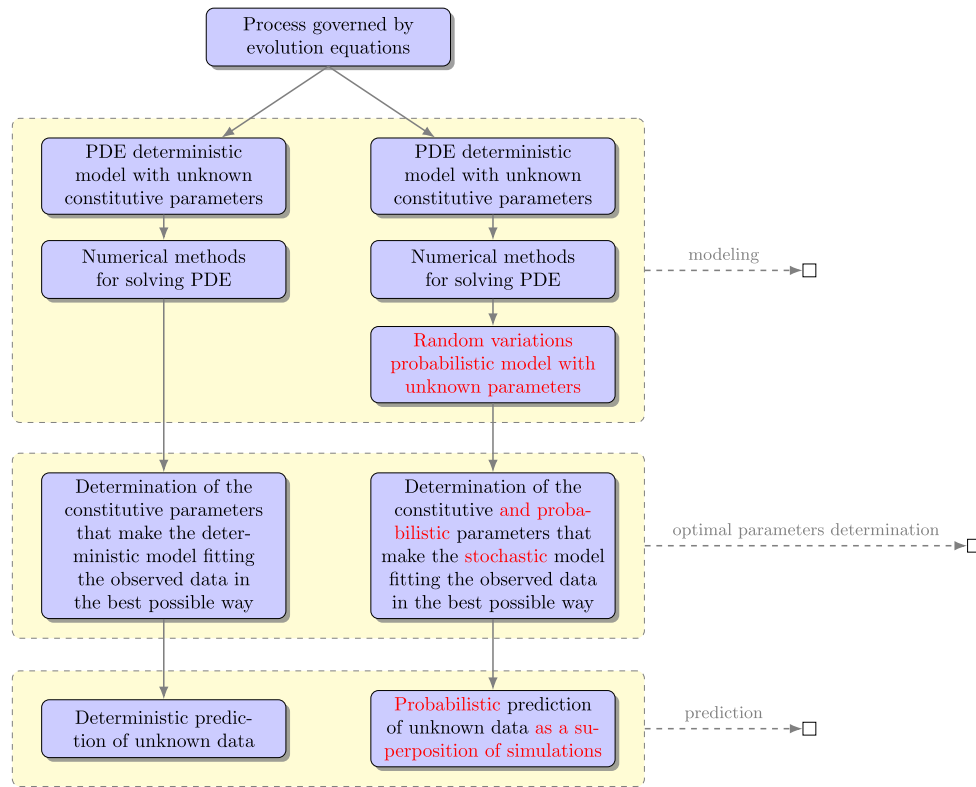 Process governed by
evolution equations
PDE deterministic
model with unknown
constitutive parameters
PDE deterministic
model with unknown
constitutive parameters
Numerical methods
for solving PDE
Numerical methods
for solving PDE
modeling
Random variations
probabilistic model with
unknown parameters
Determination of the
constitutive parameters
that make the deter-
ministic model fitting
the observed data in
the best possible way
Determination of the
constitutive and proba-
bilistic parameters that
make the stochastic model
fitting the observed data
in the best possible way
optimal parameters determination
Deterministic predic-
tion of unknown data
Probabilistic prediction
of unknown data as a su-
perposition of simulations
prediction